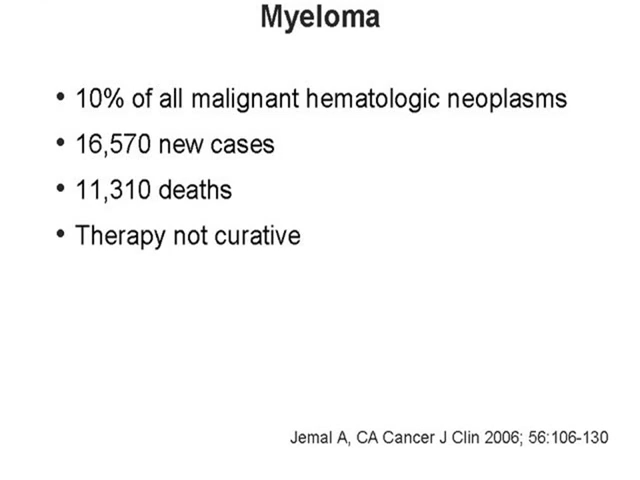 Myeloma
• 10% of all malignant hematologic neoplasms
• 16,570 new cases
• 11,310 deaths
• Therapy not curative
Jemal A, CA Cancer J Clin 2006; 56:106-130